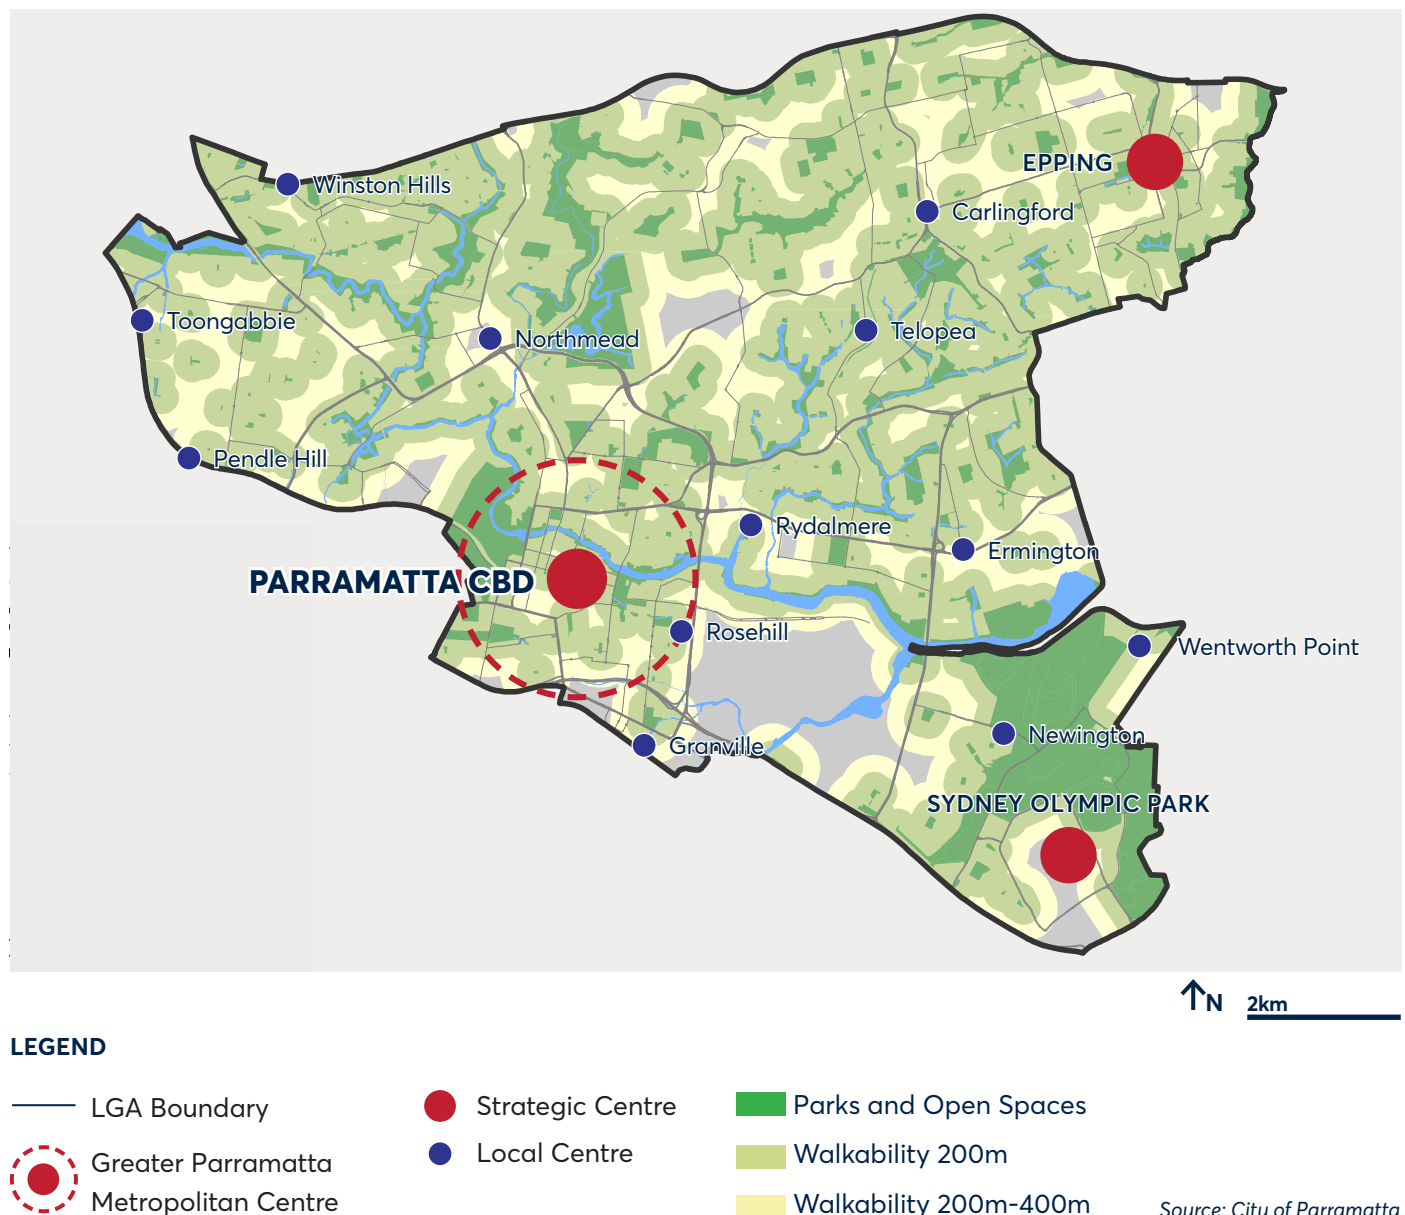 EPPING
Winston Hills
Carlingford
Toongabbie
Northmead
Telopea
Pendle Hill
Rydalmere
Ermington
PARRAMATTA CBD
Rosehill
Wentworth Point
Newington
Granville
SYDNEY OLYMPIC PARK
N
2km
LEGEND
LGA Boundary
Greater Parramatta
Metropolitan Centre
Strategic Centre
Local Centre
Parks and Open Spaces
Walkability 200m
Walkability 200m-400m
Source: City of Parramatta